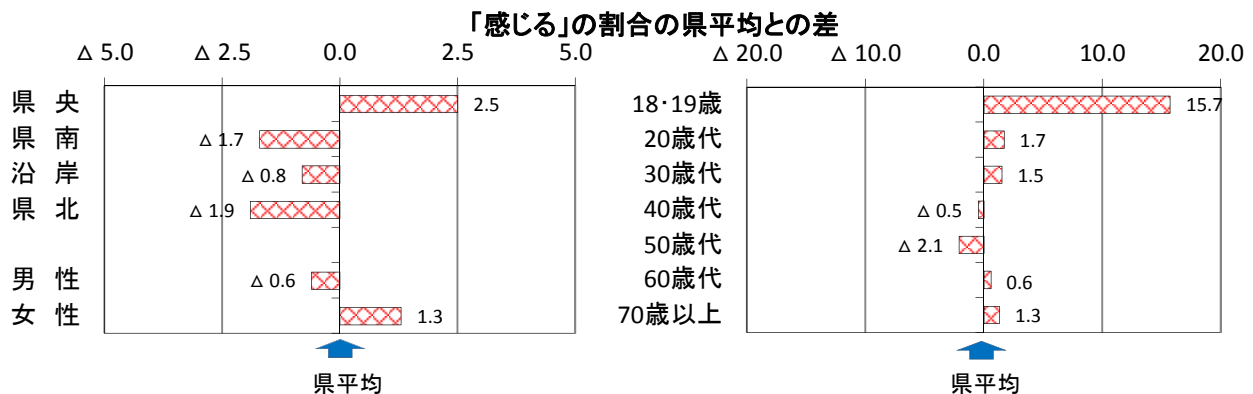 「感じる」の割合の県平均との差
△ 5.0 △ 2.5 0.0 2.5 5.0
県 央 2.5
県 南 △ 1.7
沿 岸 △ 0.8
県 北 △ 1.9
男 性 △ 0.6
女 性 1.3
県平均
△ 20.0 △ 10.0 0.0 10.0 20.0
18・19歳 15.7
20歳代 1.7
30歳代 1.5
40歳代 △ 0.5
50歳代 △ 2.1
60歳代 0.6
70歳以上 1.3
県平均